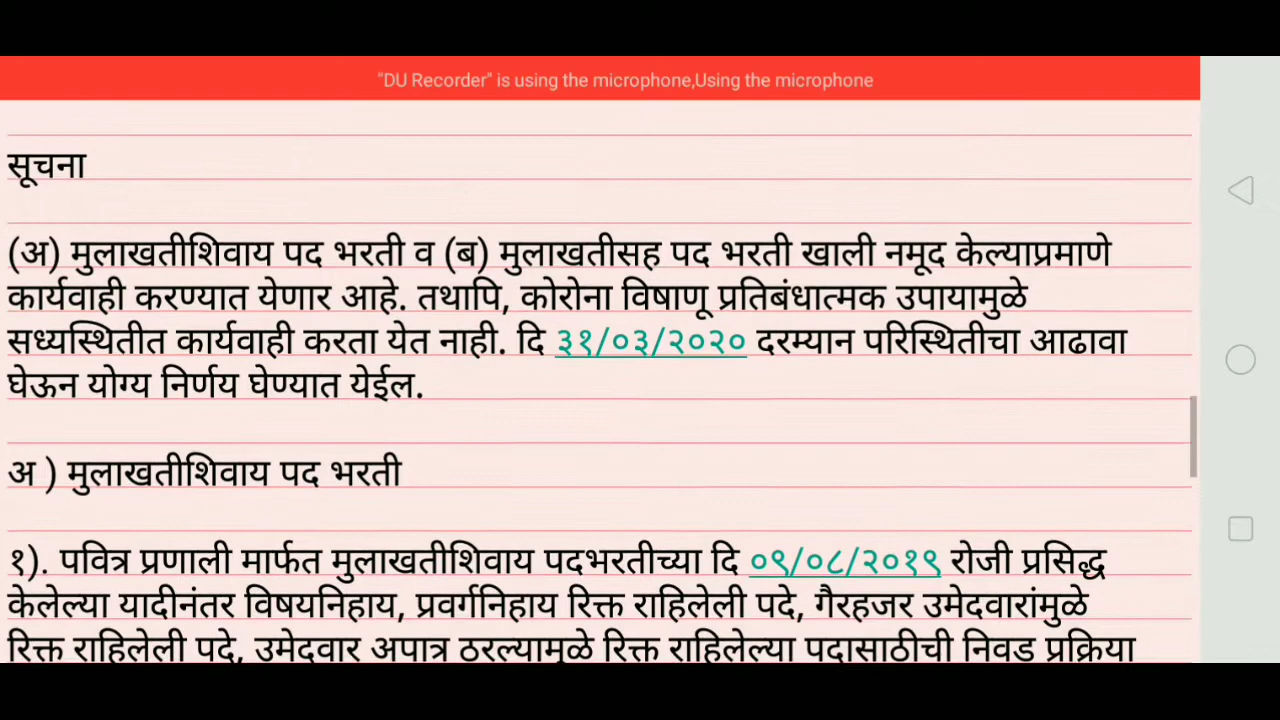 "DU Recorder" is using the microphone,Using the microphone
सूचना
(अ) मुलाखतीशिवाय पद भरती व (ब) मुलाखतीसह पद भरती खाली नमूद केल्याप्रमाणे
कार्यवाही करण्यात येणार आहे. तथापि, कोरोना विषाणू प्रतिबंधात्मक उपायामुळे
सध्यस्थितीत कार्यवाही करता येत नाही. दि ३१/०३/२०२० दरम्यान परिस्थितीचा आढावा
घेऊन योग्य निर्णय घेण्यात येईल.
अ ) मुलाखतीशिवाय पद भरती
१). पवित्र प्रणाली मार्फत मुलाखतीशिवाय पदभरतीच्या दि ०९/०८/२०१९ रोजी प्रसिद्ध
केलेल्या यादीनंतर विषयनिहाय, प्रवर्गनिहाय रिक्त राहिलेली पदे, गैरहजर उमेदवारांमुळे
रिक्त राहिलेली पदे, उमेदवार अपात्र ठरल्यामुळे रिक्त राहिलेल्या पदासाठीची निवड प्रक्रिया